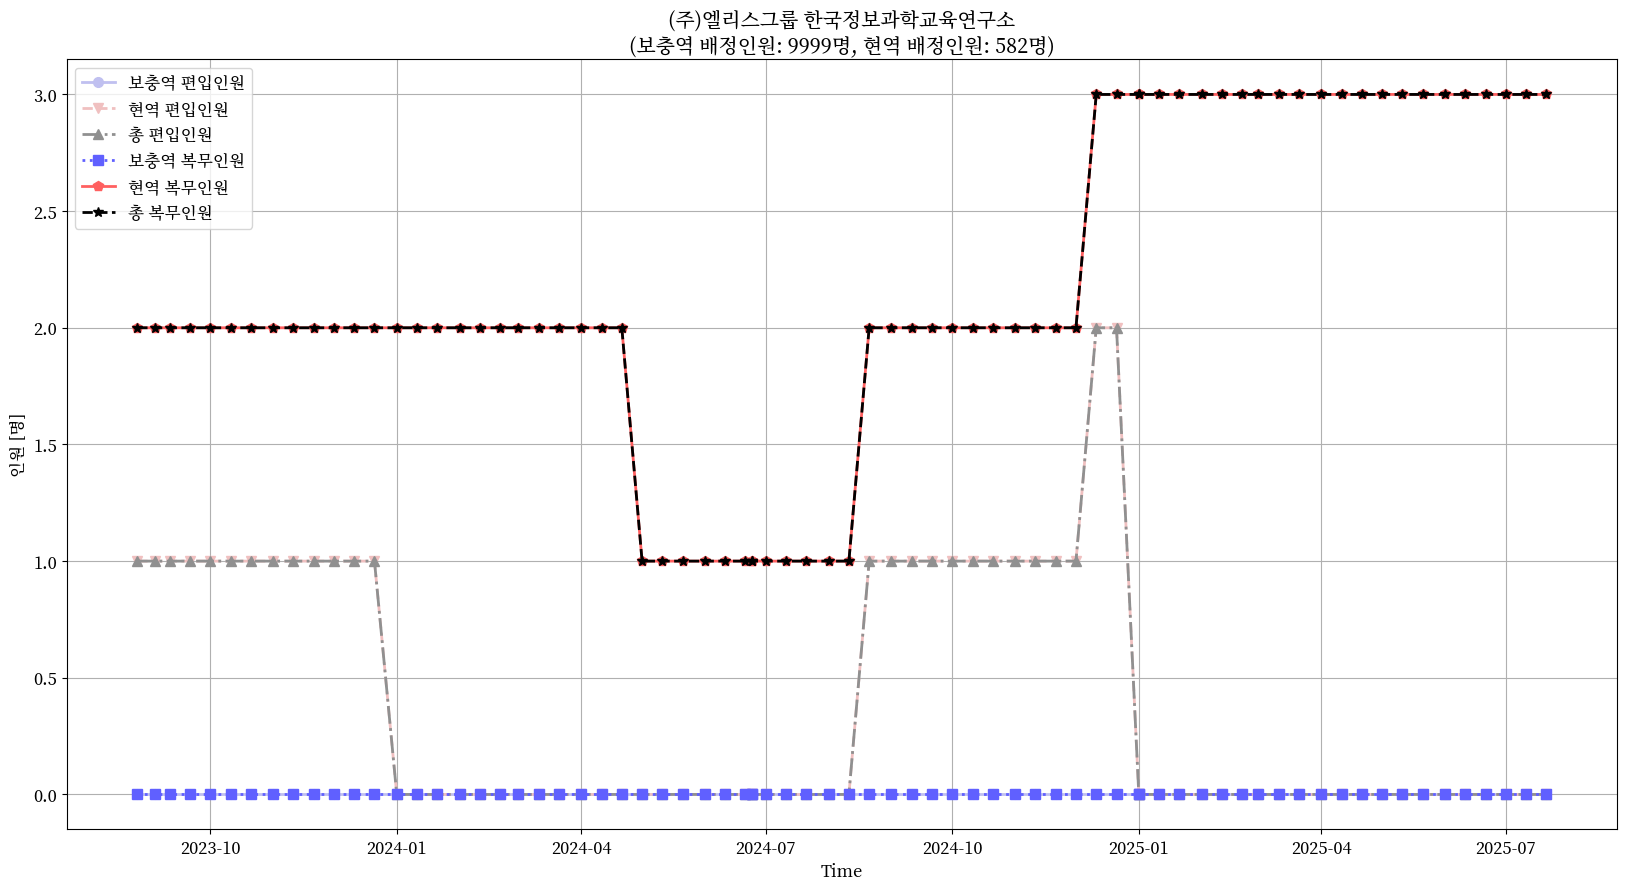 (주)엘리스그룹 한국정보과학교육연구소
(보충역 배정인원: 9999명, 현역 배정인원: 582명)
보충역 편입인원
현역 편입인원
총 편입인원
보충역 복무인원
현역 복무인원
총 복무인원
인원 [명]
3.0
2.5
2.0
1.5
1.0
0.5
0.0
2023-10
2024-01
2024-04
2024-07
2024-10
2025-01
2025-04
2025-07
Time